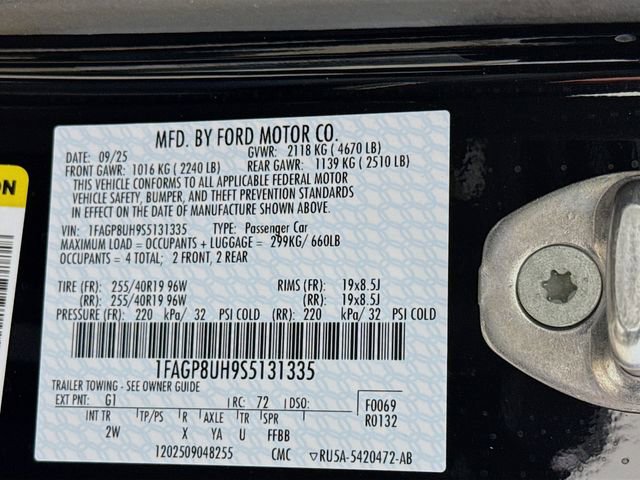 MFD. BY FORD MOTOR CO.
DATE: 09/25 GVWR: 2118 KG ( 4670 LB)
FRONT GAWR: 1016 KG ( 2240 LB) REAR GAWR: 1139 KG ( 2510 LB)
THIS VEHICLE CONFORMS TO ALL APPLICABLE FEDERAL MOTOR
VEHICLE SAFETY, BUMPER, AND THEFT PREVENTION STANDARDS
IN EFFECT ON THE DATE OF MANUFACTURE SHOWN ABOVE.
VIN: 1FAGP8UH9S5131335 TYPE: Passenger Car
MAXIMUM LOAD = OCCUPANTS + LUGGAGE = 299KG/ 660LB
OCCUPANTS = 4 TOTAL; 2 FRONT, 2 REAR
TIRE (FR): 255/40R19 96W RIMS (FR): 19x8.5J
(RR): 255/40R19 96W (RR): 19x8.5J
PRESSURE (FR): 220 kPa/ 32 PSI COLD (RR): 220 kPa/ 32 PSI COLD
1FAGP8UH9S5131335
TRAILER TOWING - SEE OWNER GUIDE
EXT PNT: G1 RC: 72 DSO: F0069
INT TR TP/PS R AXLE TR SPR R0132
2W X YA U FFBB
1202509048255 CMC ▽RU5A-5420472-AB
ON